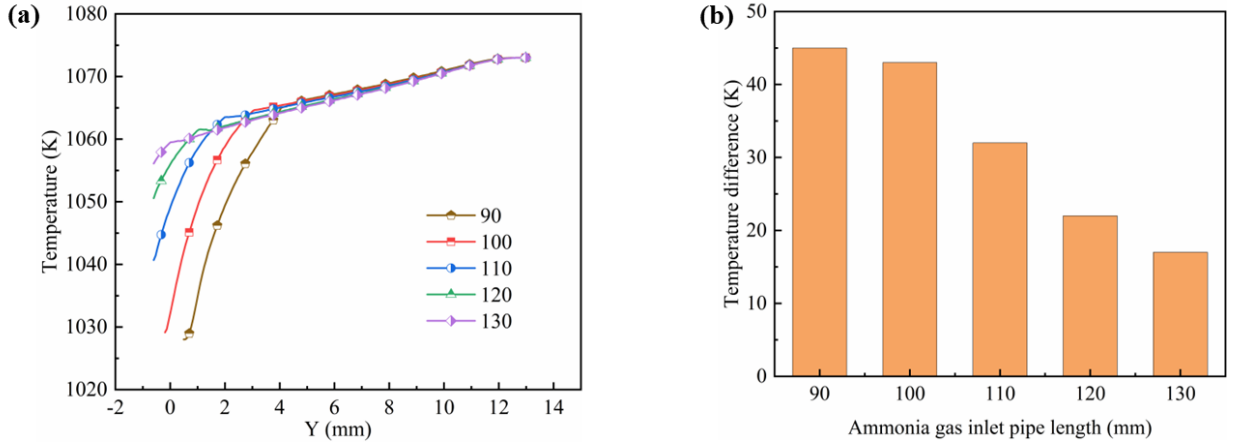 (a)
Temperature (K)
1080
1070
1060
1050
1040
1030
1020
-2 0 2 4 6 8 10 12 14
Y (mm)
90
100
110
120
130
(b)
Temperature difference (K)
50
40
30
20
10
0
90 100 110 120 130
Ammonia gas inlet pipe length (mm)